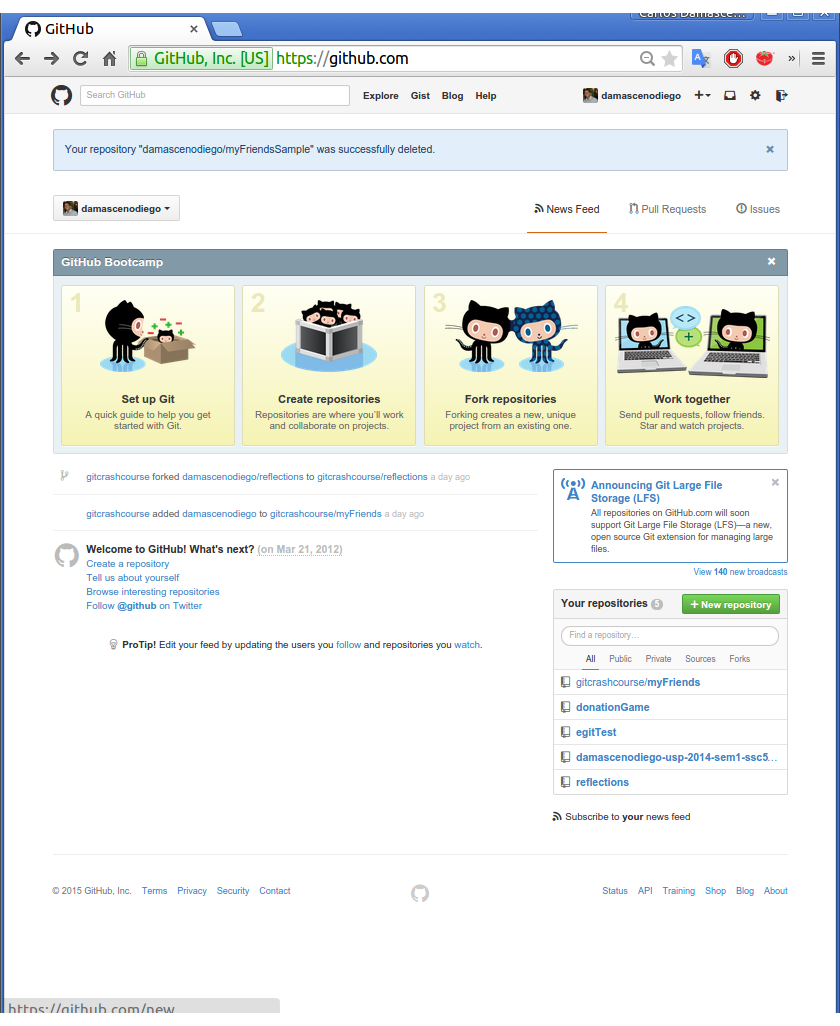 Carlos Damasce...
GitHub
GitHub, Inc. [US] https://github.com
Search GitHub
Explore Gist Blog Help
damascenodiego
Your repository "damascenodiego/myFriendsSample" was successfully deleted.
damascenodiego
News Feed Pull Requests Issues
GitHub Bootcamp
1
Set up Git
A quick guide to help you get
started with Git.
2
Create repositories
Repositories are where you'll work
and collaborate on projects.
3
Fork repositories
Forking creates a new, unique
project from an existing one.
4
Work together
Send pull requests, follow friends.
Star and watch projects.
gitcrashcourse forked damascenodiego/reflections to gitcrashcourse/reflections a day ago
gitcrashcourse added damascenodiego to gitcrashcourse/myFriends a day ago
Welcome to GitHub! What's next? (on Mar 21, 2012)
Create a repository
Tell us about yourself
Browse interesting repositories
Follow @github on Twitter
ProTip! Edit your feed by updating the users you follow and repositories you watch.
Announcing Git Large File
Storage (LFS)
All repositories on GitHub.com will soon
support Git Large File Storage (LFS)—a new,
open source Git extension for managing large
files.
View 140 new broadcasts
Your repositories 5
+ New repository
Find a repository…
All Public Private Sources Forks
gitcrashcourse/myFriends
donationGame
egitTest
damascenodiego-usp-2014-sem1-ssc5…
reflections
Subscribe to your news feed
© 2015 GitHub, Inc. Terms Privacy Security Contact
Status API Training Shop Blog About
https://github.com/new